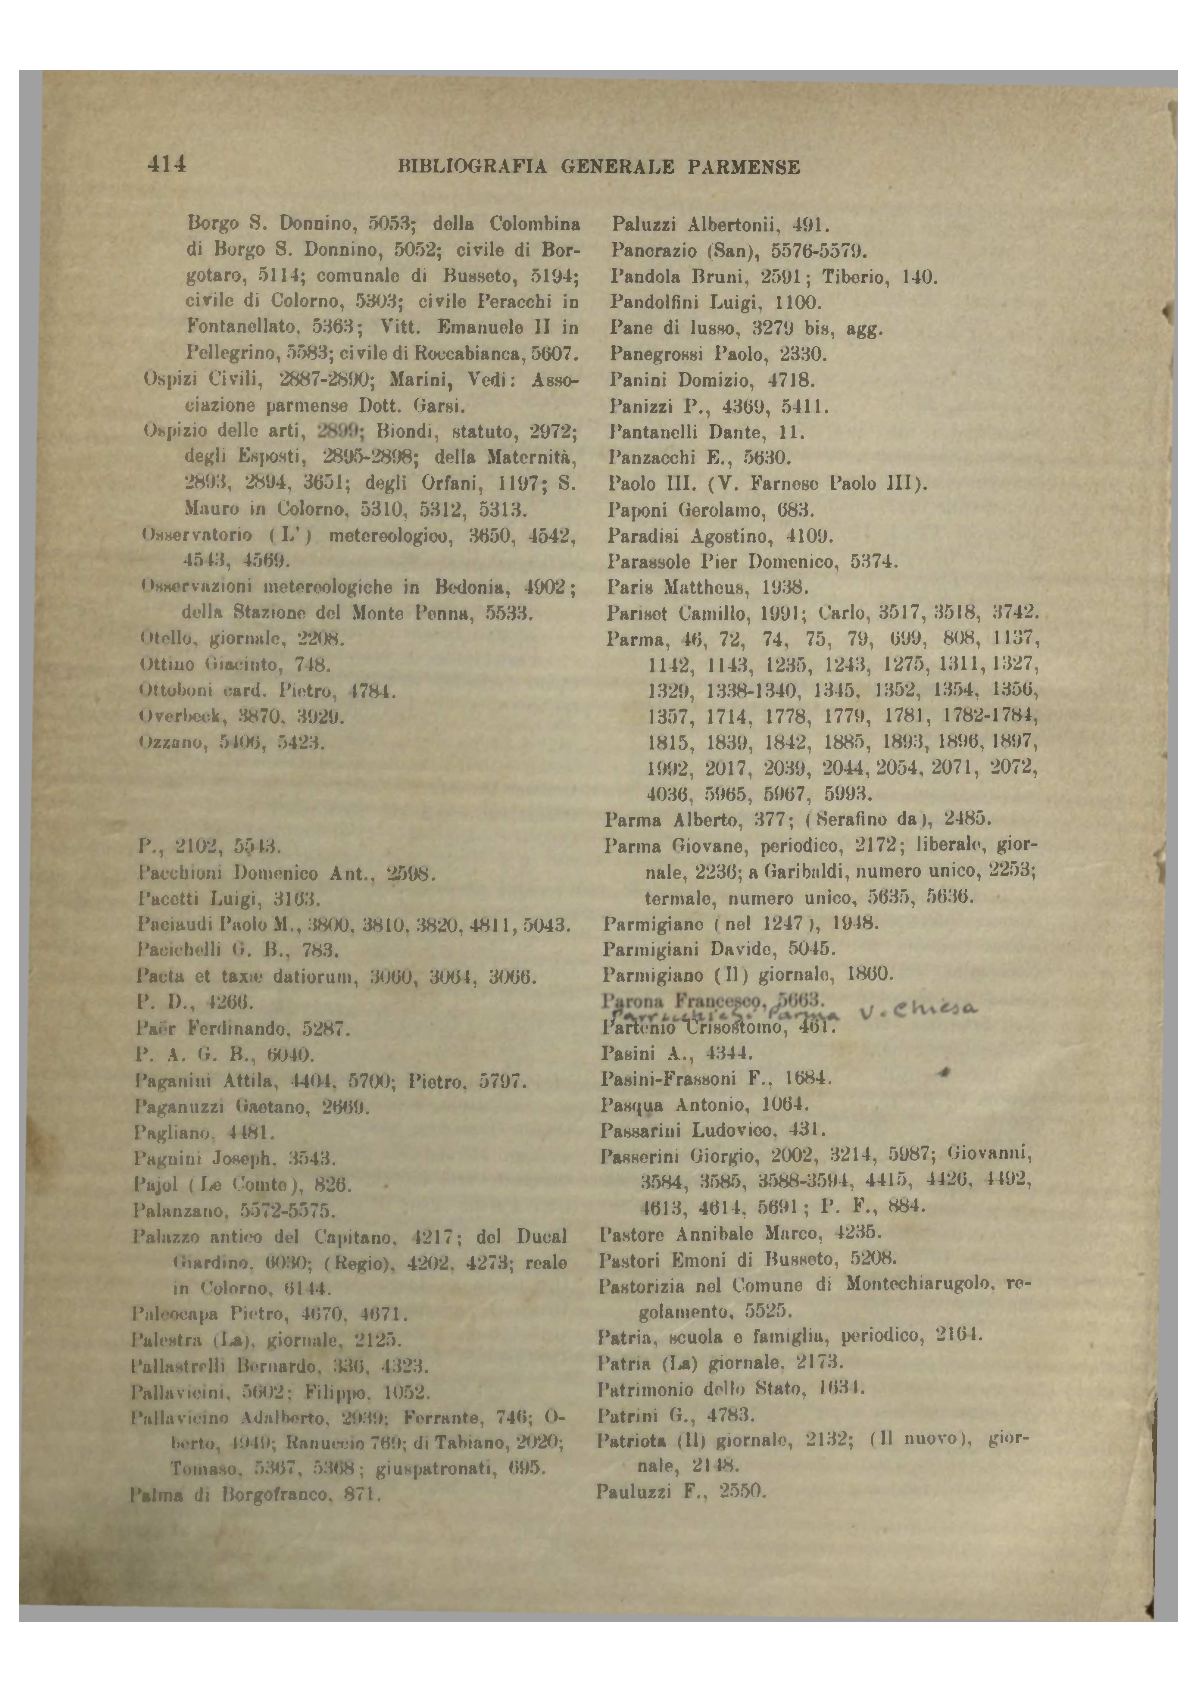 414
BIBLIOGRAFIA GENERALE PARMENSE
Borgo S. Donnino, 5053; della Colombina
di Borgo S. Donnino, 5052; civile di Bor-
gotaro, 5114; comunale di Busseto, 5194;
civile di Colorno, 5303; civile Peracchi in
Fontanellato, 5363; Vitt. Emanuele II in
Pellegrino, 5583; civile di Roccabianca, 5607.
Ospizi Civili, 2887-2890; Marini, Vedi: Asso-
ciazione parmense Dott. Garsi.
Ospizio delle arti, 2899; Biondi, statuto, 2972;
degli Esposti, 2895-2898; della Maternità,
2893, 2894, 3651; degli Orfani, 1197; S.
Mauro in Colorno, 5310, 5312, 5313.
Osservatorio (L') metereologico, 3650, 4542,
4543, 4569.
Osservazioni metereologiche in Bedonia, 4902;
della Stazione del Monte Penna, 5533.
Otello, giornale, 2208.
Ottino Giacinto, 748.
Ottoboni card. Pietro, 4784.
Overbeck, 3870, 3929.
Ozzano, 5406, 5423.
P., 2102, 5543.
Pacchioni Domenico Ant., 2598.
Pacetti Luigi, 3163.
Paciaudi Paolo M., 3800, 3810, 3820, 4811, 5043.
Pacichelli G. B., 783.
Pacta et taxæ datiorum, 3060, 3064, 3066.
P. D., 4266.
Paër Ferdinando, 5287.
P. A. G. B., 6040.
Paganini Attila, 4404, 5700; Pietro, 5797.
Paganuzzi Gaetano, 2669.
Pagliano, 4481.
Pagnini Joseph, 3543.
Pajol (Le Comte), 826.
Palanzano, 5572-5575.
Palazzo antico del Capitano, 4217; del Ducal
Giardino, 6030; (Regio), 4202, 4273; reale
in Colorno, 6144.
Paleocapa Pietro, 4670, 4671.
Palestra (La), giornale, 2125.
Pallastrelli Bernardo, 336, 4323.
Pallavicini, 5602; Filippo, 1052.
Pallavicino Adalberto, 2939; Ferrante, 746; O-
berto, 4949; Ranuccio 769; di Tabiano, 2020;
Tomaso, 5367, 5368; giuspatronati, 695.
Palma di Borgofranco, 871.
Paluzzi Albertonii, 491.
Pancrazio (San), 5576-5579.
Pandola Bruni, 2591; Tiberio, 140.
Pandolfini Luigi, 1100.
Pane di lusso, 3279 bis, agg.
Panegrossi Paolo, 2330.
Panini Domizio, 4718.
Panizzi P., 4369, 5411.
Pantanelli Dante, 11.
Panzacchi E., 5630.
Paolo III. (V. Farnese Paolo III).
Paponi Gerolamo, 683.
Paradisi Agostino, 4109.
Parassole Pier Domenico, 5374.
Paris Mattheus, 1938.
Pariset Camillo, 1991; Carlo, 3517, 3518, 3742.
Parma, 46, 72, 74, 75, 79, 699, 808, 1137,
1142, 1143, 1235, 1243, 1275, 1311, 1327,
1329, 1338-1340, 1345, 1352, 1354, 1356,
1357, 1714, 1778, 1779, 1781, 1782-1784,
1815, 1839, 1842, 1885, 1893, 1896, 1897,
1992, 2017, 2039, 2044, 2054, 2071, 2072,
4036, 5965, 5967, 5993.
Parma Alberto, 377; (Serafino da), 2485.
Parma Giovane, periodico, 2172; liberale, gior-
nale, 2236; a Garibaldi, numero unico, 2253;
termale, numero unico, 5635, 5636.
Parmigiano (nel 1247), 1948.
Parmigiani Davide, 5045.
Parmigiano (Il) giornale, 1860.
Parona Francesco, 5663.
Parma V. Chiesa
Partenio Crisostomo, 461.
Pasini A., 4344.
Pasini-Frassoni F., 1684.
Pasqua Antonio, 1064.
Passarini Ludovico, 431.
Passerini Giorgio, 2002, 3214, 5987; Giovanni,
3584, 3585, 3588-3594, 4415, 4426, 4492,
4613, 4614, 5691; P. F., 884.
Pastore Annibale Marco, 4235.
Pastori Emoni di Busseto, 5208.
Pastorizia nel Comune di Montechiarugolo, re-
golamento, 5525.
Patria, scuola e famiglia, periodico, 2164.
Patria (La) giornale, 2173.
Patrimonio dello Stato, 1634.
Patrini G., 4783.
Patriota (Il) giornale, 2132; (Il nuovo), gior-
nale, 2148.
Pauluzzi F., 2550.